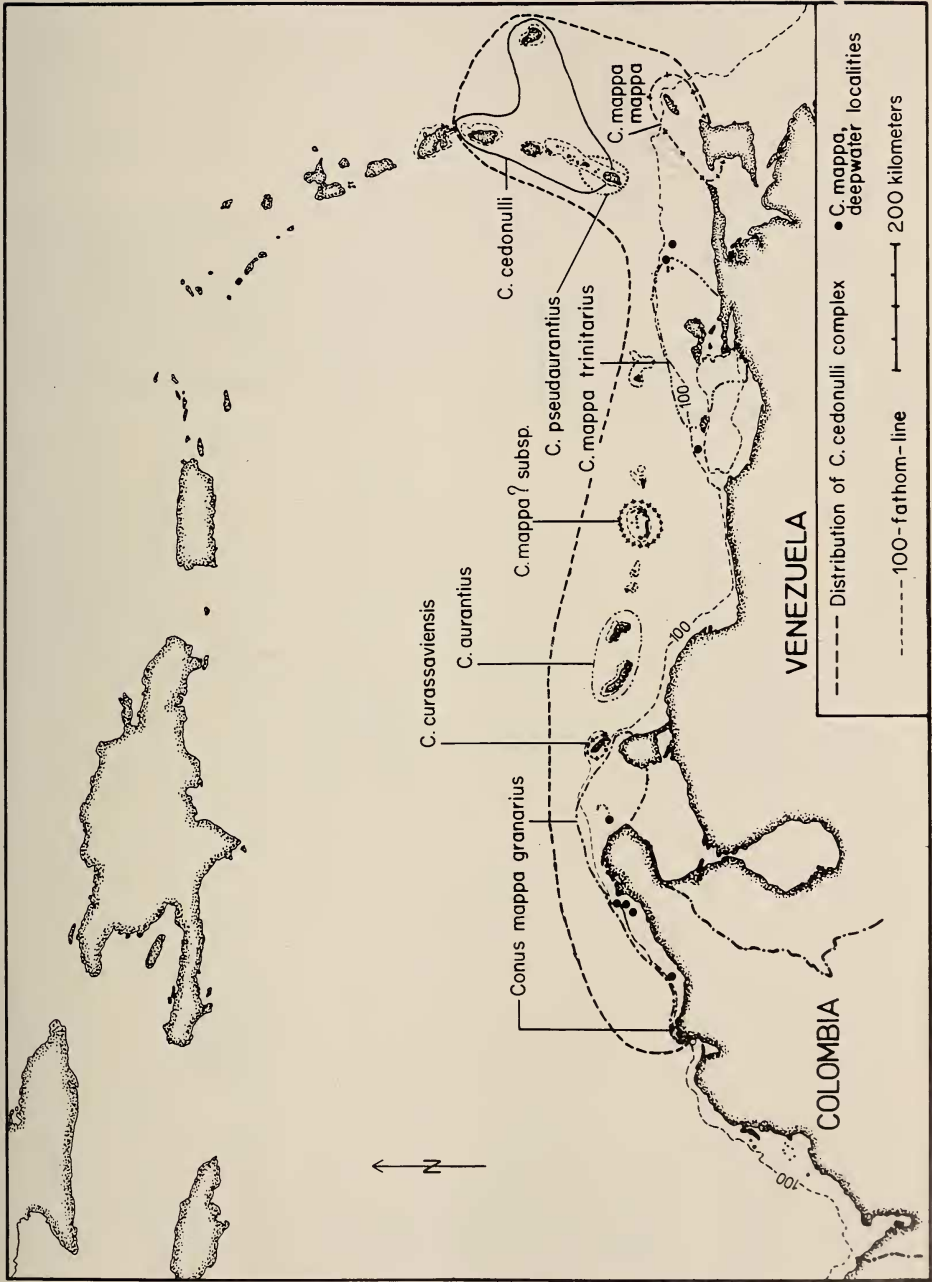 C. cedonulli
C. pseudaurantius
C. mappa trinitarius
C. mappa
mappa
C. mappa? subsp.
C. curassaviensis
C. aurantius
Conus mappa granarius
N
100
100
100
COLOMBIA
VENEZUELA
Distribution of C. cedonulli complex
C. mappa,
deepwater localities
100-fathom-line
200 kilometers